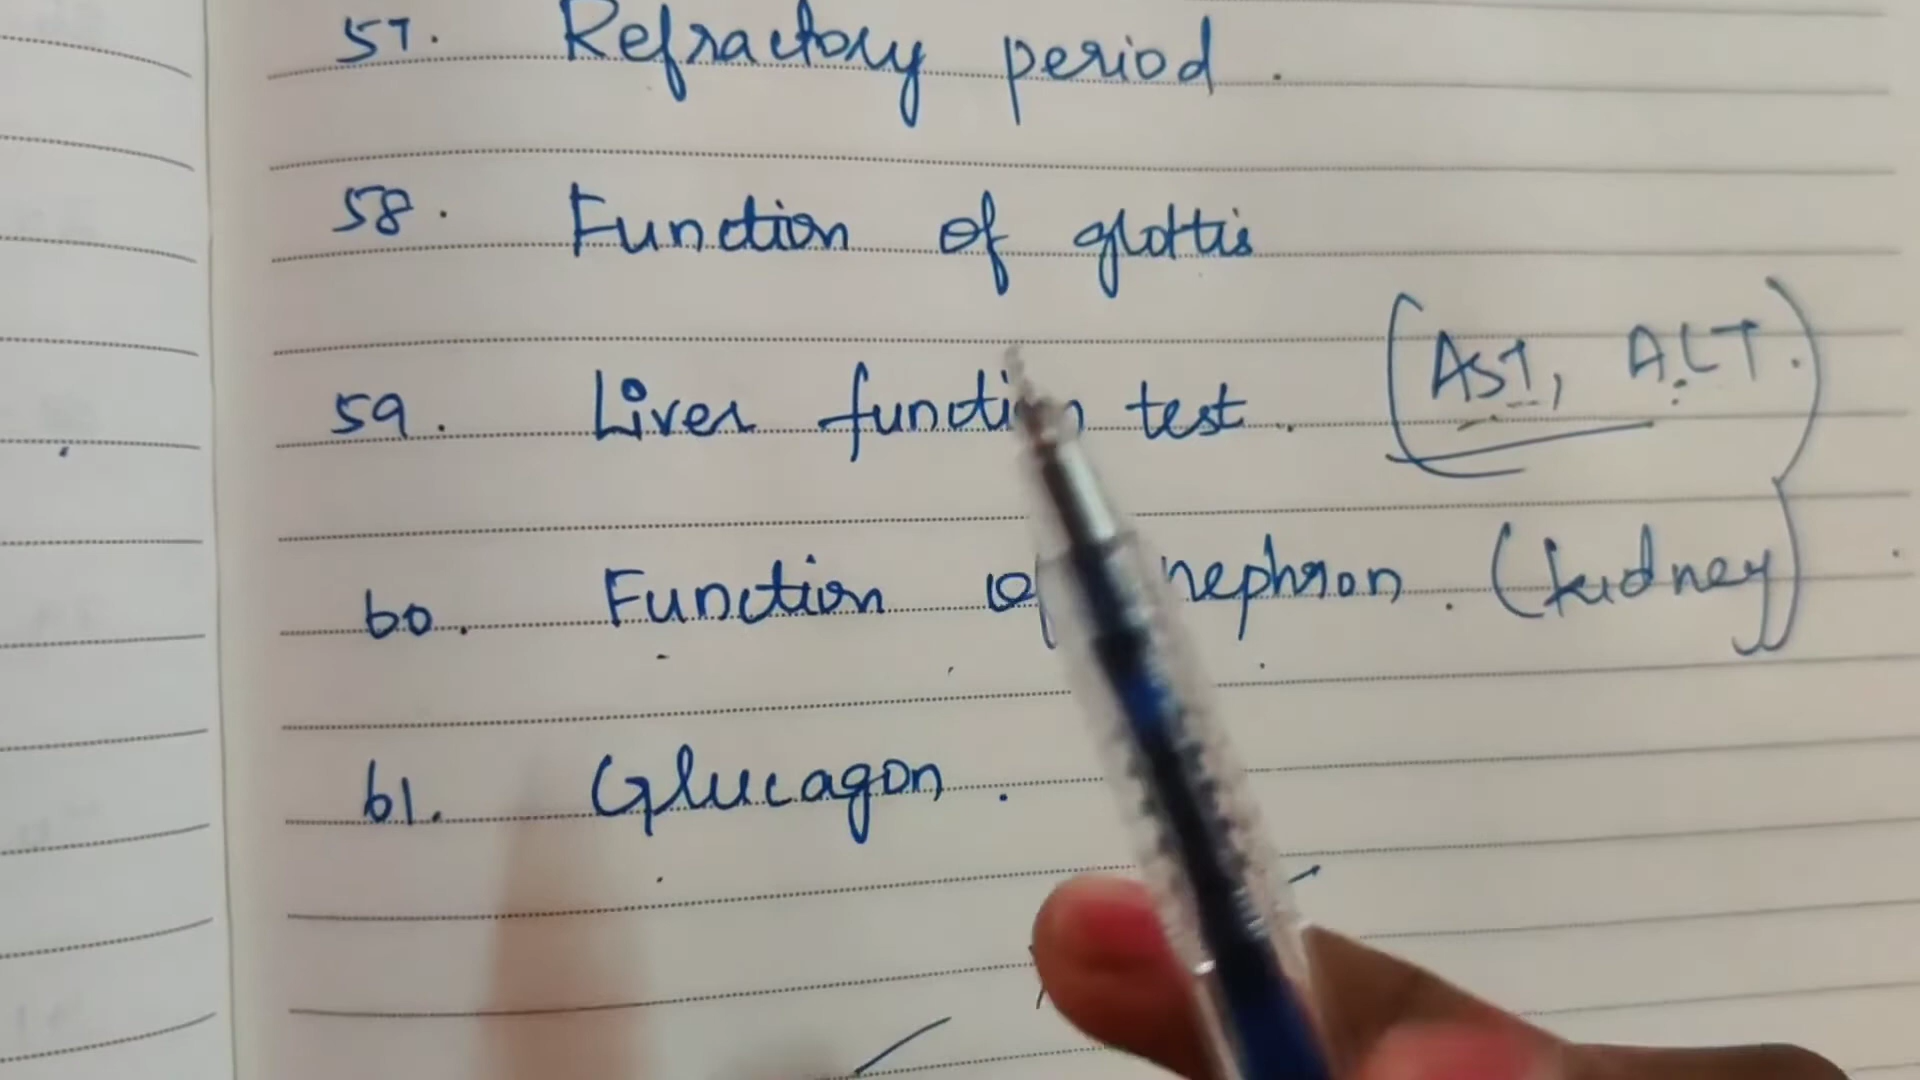 57. Refractory period.
58. Function of glottis
59. Liver function test. (AST, ALT.)
60. Function of nephron. (kidney)
61. Glucagon.